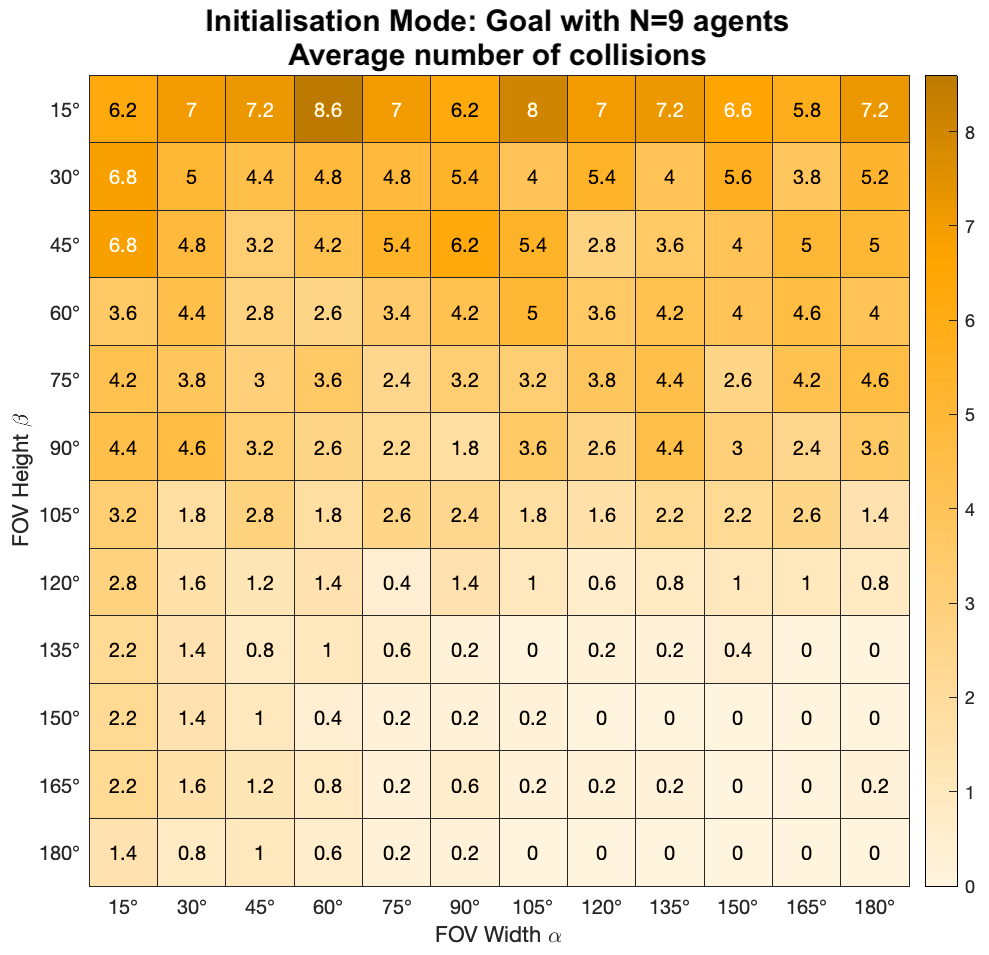 Initialisation Mode: Goal with N=9 agents
Average number of collisions
FOV Height β
15° 6.2 7 7.2 8.6 7 6.2 8 7 7.2 6.6 5.8 7.2
30° 6.8 5 4.4 4.8 4.8 5.4 4 5.4 4 5.6 3.8 5.2
45° 6.8 4.8 3.2 4.2 5.4 6.2 5.4 2.8 3.6 4 5 5
60° 3.6 4.4 2.8 2.6 3.4 4.2 5 3.6 4.2 4 4.6 4
75° 4.2 3.8 3 3.6 2.4 3.2 3.2 3.8 4.4 2.6 4.2 4.6
90° 4.4 4.6 3.2 2.6 2.2 1.8 3.6 2.6 4.4 3 2.4 3.6
105° 3.2 1.8 2.8 1.8 2.6 2.4 1.8 1.6 2.2 2.2 2.6 1.4
120° 2.8 1.6 1.2 1.4 0.4 1.4 1 0.6 0.8 1 1 0.8
135° 2.2 1.4 0.8 1 0.6 0.2 0 0.2 0.2 0.4 0 0
150° 2.2 1.4 1 0.4 0.2 0.2 0.2 0 0 0 0 0
165° 2.2 1.6 1.2 0.8 0.2 0.6 0.2 0.2 0.2 0 0 0.2
180° 1.4 0.8 1 0.6 0.2 0.2 0 0 0 0 0 0
15° 30° 45° 60° 75° 90° 105° 120° 135° 150° 165° 180°
FOV Width α
8
7
6
5
4
3
2
1
0